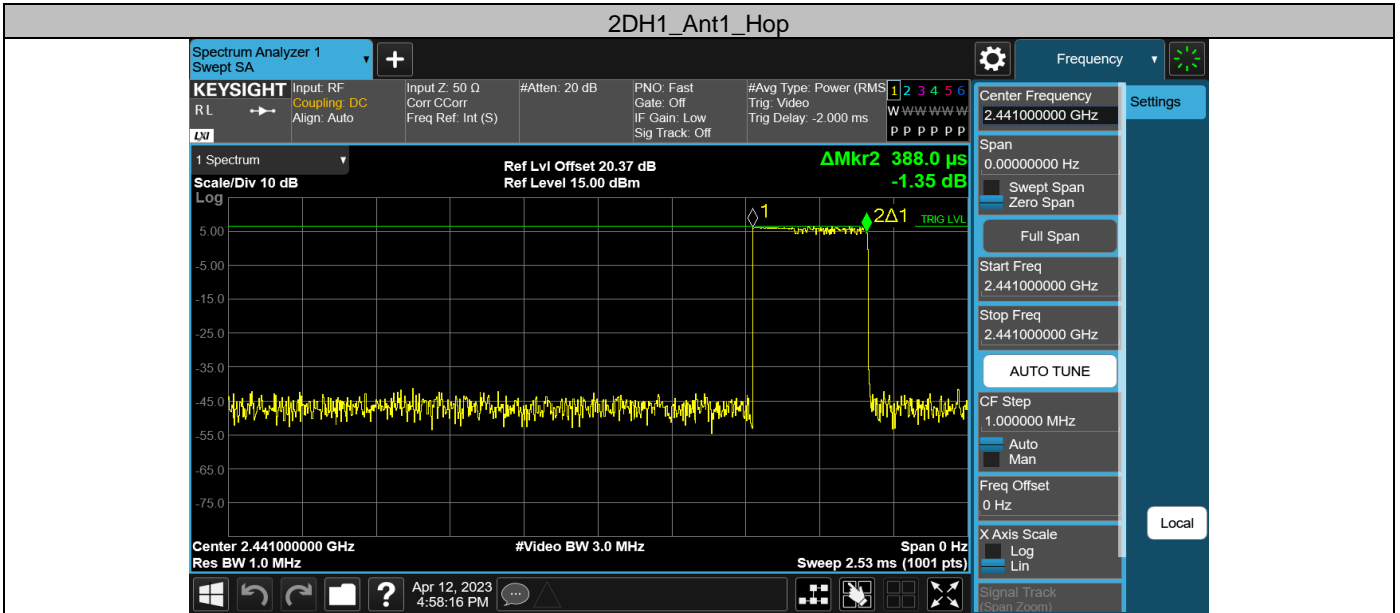 2DH1_Ant1_Hop
Spectrum Analyzer 1
Swept SA
Frequency
KEYSIGHT
RL
LXI
Input: RF
Coupling: DC
Align: Auto
Input Z: 50 Ω
Corr CCorr
Freq Ref: Int (S)
#Atten: 20 dB
PNO: Fast
Gate: Off
IF Gain: Low
Sig Track: Off
#Avg Type: Power (RMS
Trig: Video
Trig Delay: -2.000 ms
1 2 3 4 5 6
W W W W W W
P P P P P P
1 Spectrum
Scale/Div 10 dB
Log
Ref Lvl Offset 20.37 dB
Ref Level 15.00 dBm
ΔMkr2 388.0 µs
-1.35 dB
1
2Δ1
TRIG LVL
5.00
-5.00
-15.0
-25.0
-35.0
-45.0
-55.0
-65.0
-75.0
Center 2.441000000 GHz
Res BW 1.0 MHz
#Video BW 3.0 MHz
Span 0 Hz
Sweep 2.53 ms (1001 pts)
Center Frequency
2.441000000 GHz
Span
0.00000000 Hz
Swept Span
Zero Span
Full Span
Start Freq
2.441000000 GHz
Stop Freq
2.441000000 GHz
AUTO TUNE
CF Step
1.000000 MHz
Auto
Man
Freq Offset
0 Hz
X Axis Scale
Log
Lin
Signal Track
(Span Zoom)
Settings
Local
?
Apr 12, 2023
4:58:16 PM